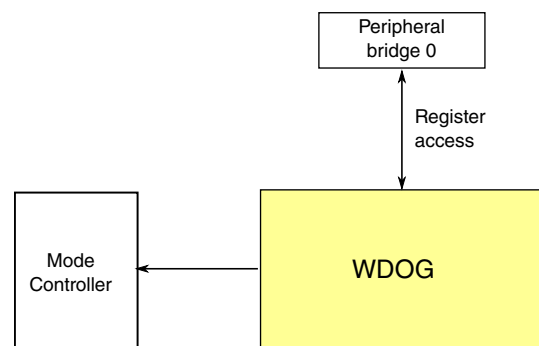 Peripheral
bridge 0
Register
access
Mode
Controller
WDOG